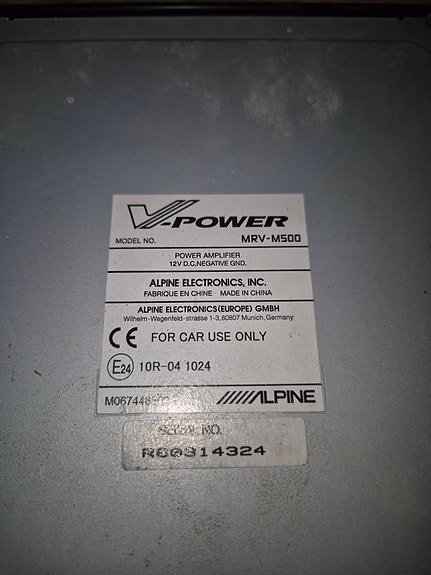 V-POWER
MODEL NO. MRV-M500
POWER AMPLIFIER
12V D.C,NEGATIVE GND.
ALPINE ELECTRONICS, INC.
FABRIQUE EN CHINE MADE IN CHINA
ALPINE ELECTRONICS(EUROPE) GMBH
Wilhelm-Wagenfeld-strasse 1-3,80807 Munich, Germany
CE FOR CAR USE ONLY
E24 10R-04 1024
ALPINE
SERIAL NO.
R60314324